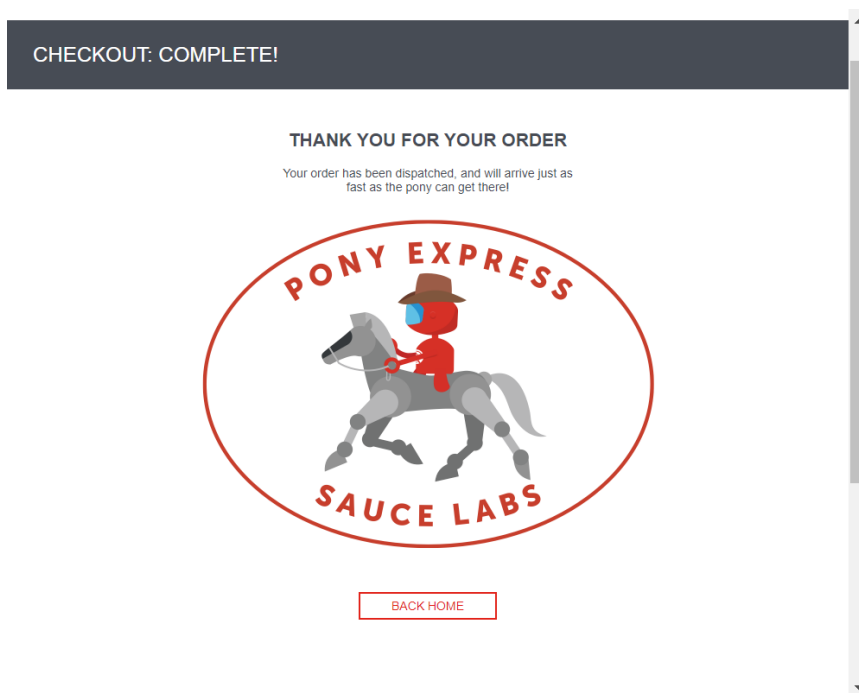 CHECKOUT: COMPLETE!
THANK YOU FOR YOUR ORDER
Your order has been dispatched, and will arrive just as
fast as the pony can get there!
PONY EXPRESS
SAUCE LABS
BACK HOME